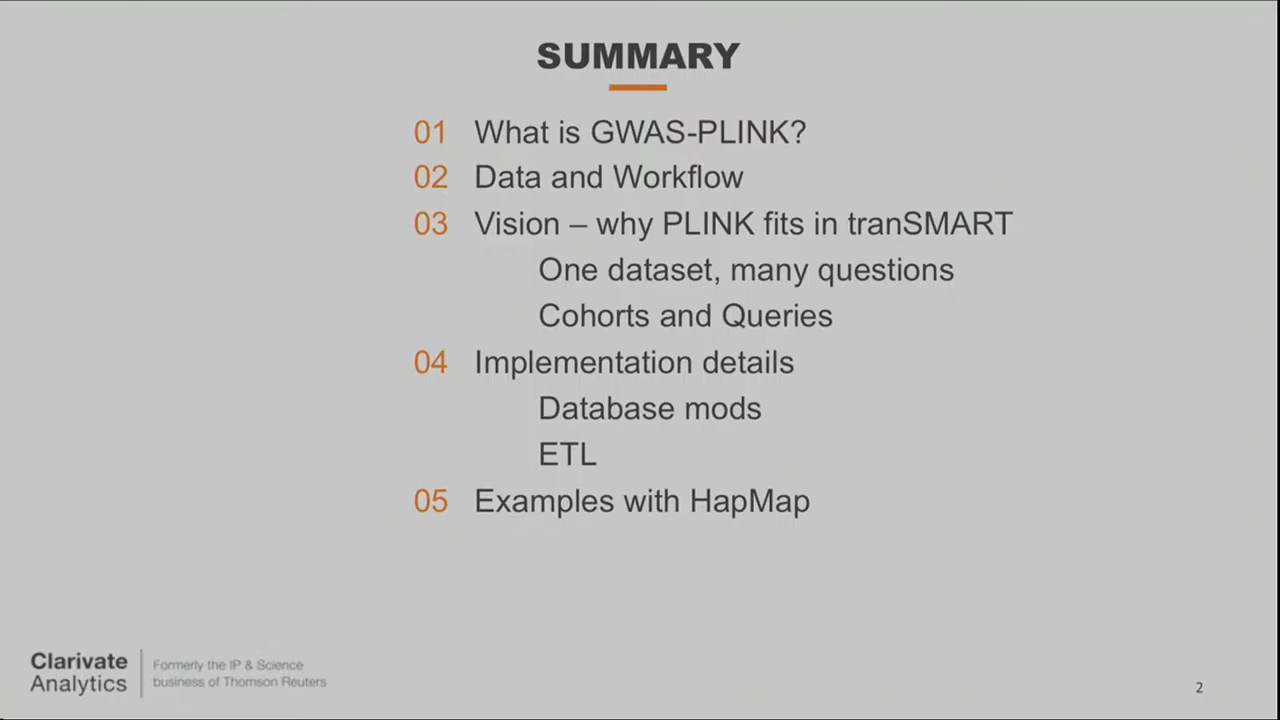 SUMMARY
01 What is GWAS-PLINK?
02 Data and Workflow
03 Vision – why PLINK fits in tranSMART
One dataset, many questions
Cohorts and Queries
04 Implementation details
Database mods
ETL
05 Examples with HapMap
Clarivate
Analytics
Formerly the IP & Science
business of Thomson Reuters
2